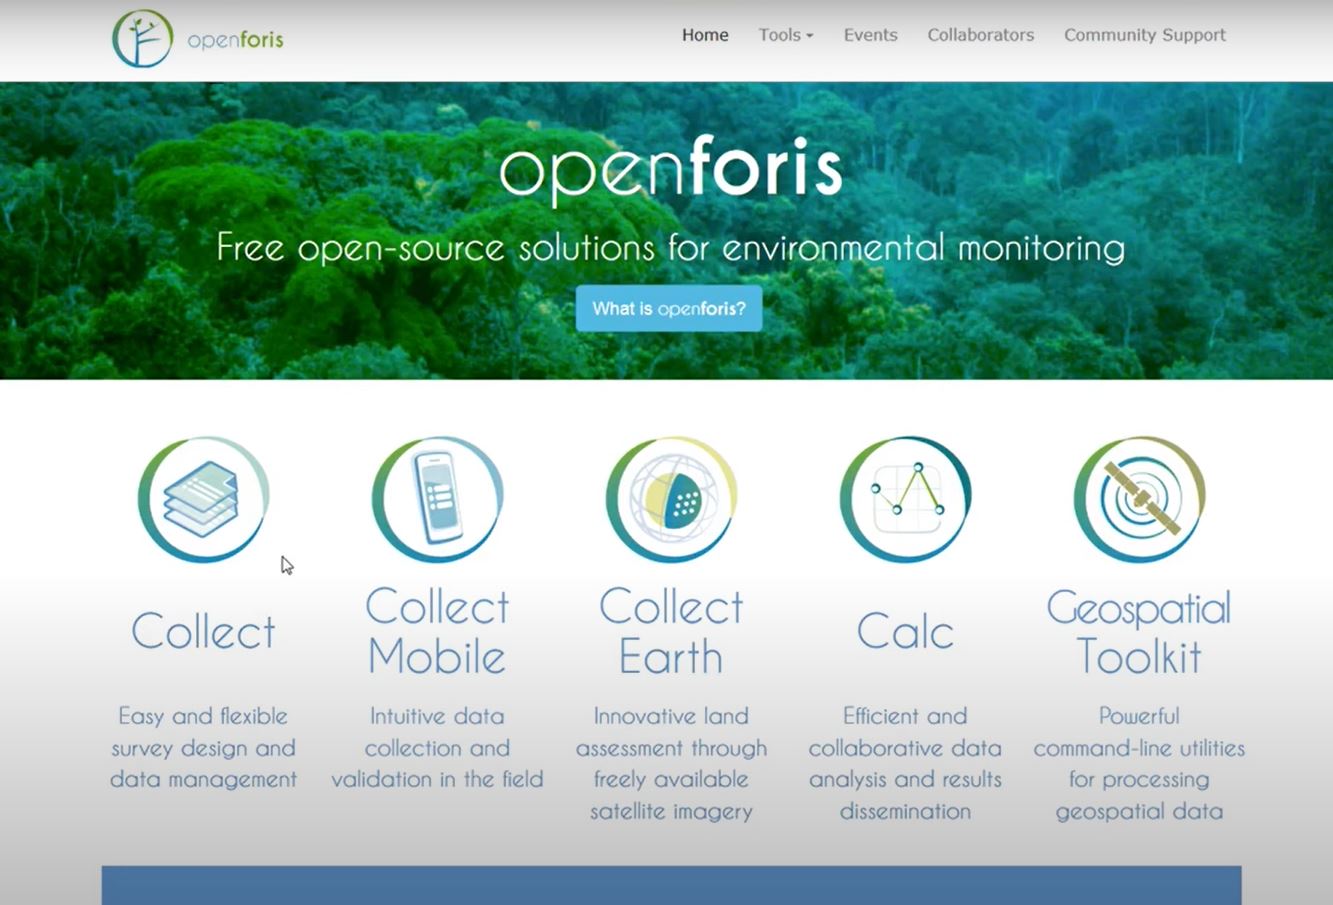 openforis
Home Tools Events Collaborators Community Support
openforis
Free open-source solutions for environmental monitoring
What is openforis?
Collect
Easy and flexible
survey design and
data management
Collect
Mobile
Intuitive data
collection and
validation in the field
Collect
Earth
Innovative land
assessment through
freely available
satellite imagery
Calc
Efficient and
collaborative data
analysis and results
dissemination
Geospatial
Toolkit
Powerful
command-line utilities
for processing
geospatial data